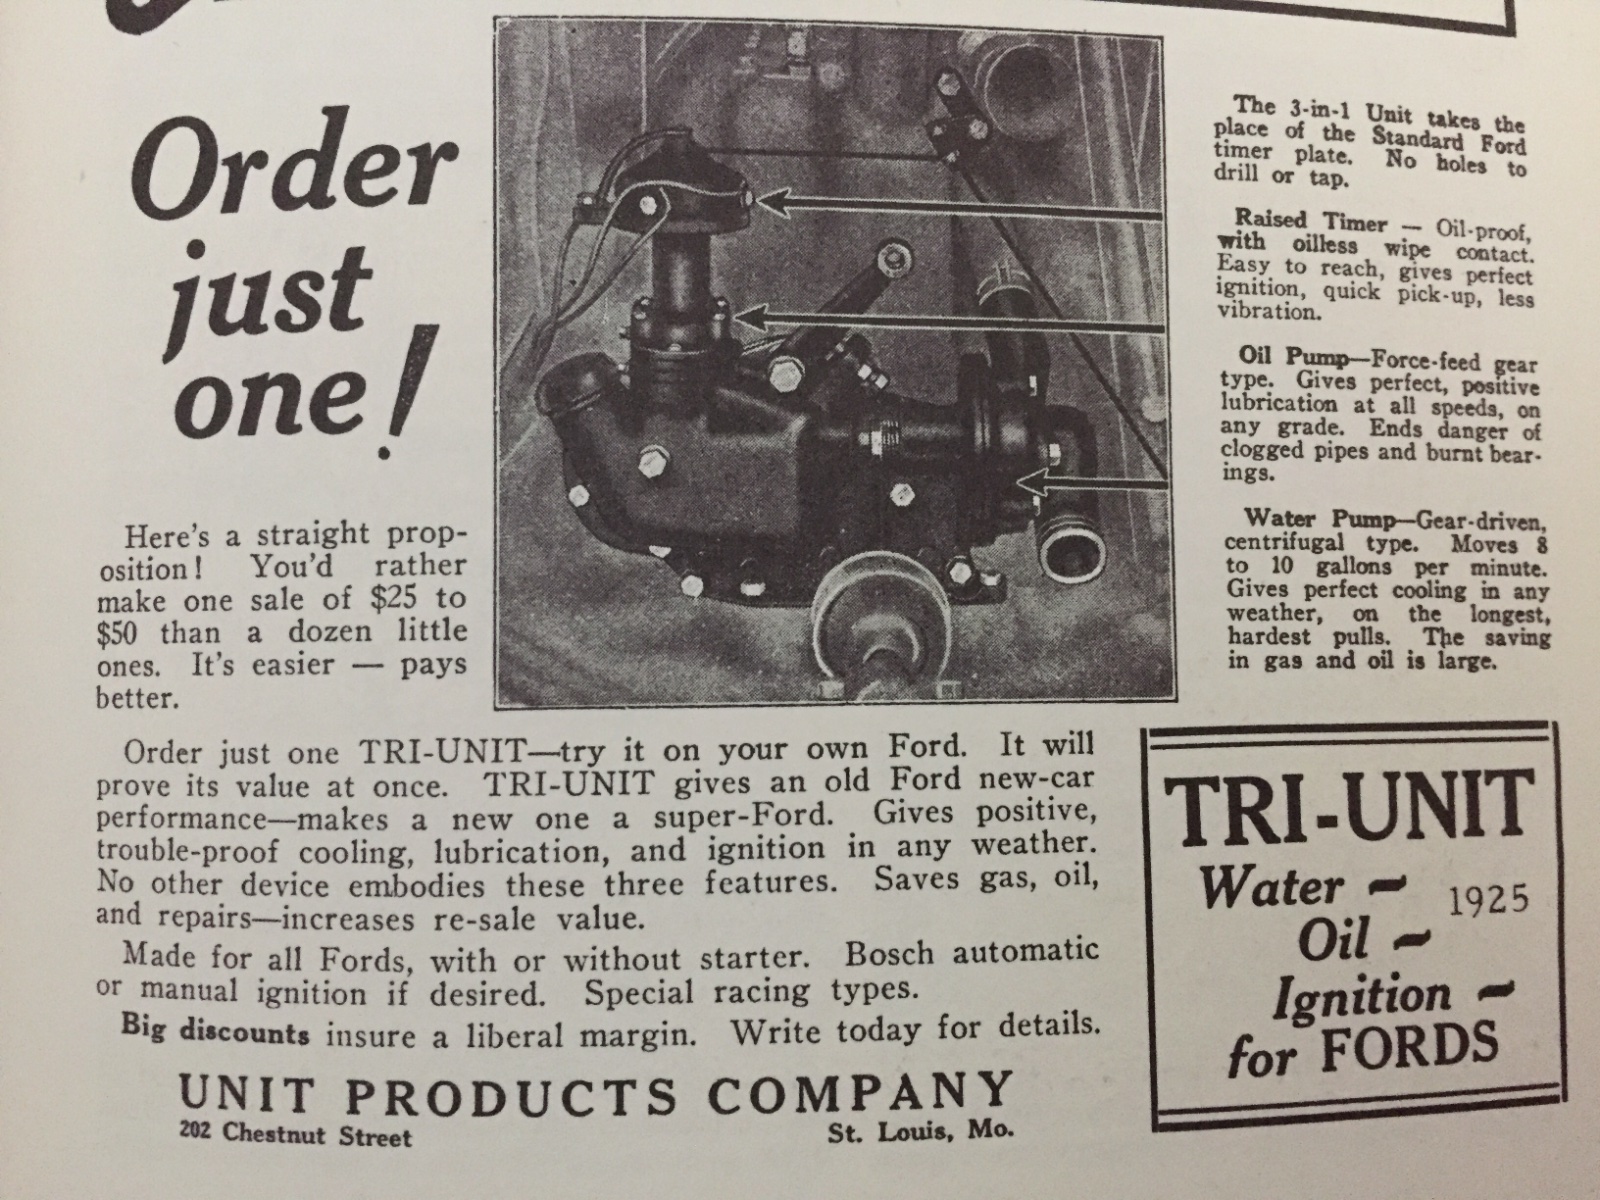 Order
just
one!
Here's a straight prop-
osition! You'd rather
make one sale of $25 to
$50 than a dozen little
ones. It's easier — pays
better.
The 3-in-1 Unit takes the
place of the Standard Ford
timer plate. No holes to
drill or tap.
Raised Timer — Oil-proof,
with oilless wipe contact.
Easy to reach, gives perfect
ignition, quick pick-up, less
vibration.
Oil Pump—Force-feed gear
type. Gives perfect, positive
lubrication at all speeds, on
any grade. Ends danger of
clogged pipes and burnt bear-
ings.
Water Pump—Gear-driven,
centrifugal type. Moves 8
to 10 gallons per minute.
Gives perfect cooling in any
weather, on the longest,
hardest pulls. The saving
in gas and oil is large.
Order just one TRI-UNIT—try it on your own Ford. It will
prove its value at once. TRI-UNIT gives an old Ford new-car
performance—makes a new one a super-Ford. Gives positive,
trouble-proof cooling, lubrication, and ignition in any weather.
No other device embodies these three features. Saves gas, oil,
and repairs—increases re-sale value.
Made for all Fords, with or without starter. Bosch automatic
or manual ignition if desired. Special racing types.
Big discounts insure a liberal margin. Write today for details.
UNIT PRODUCTS COMPANY
202 Chestnut Street St. Louis, Mo.
TRI-UNIT
Water ~ 1925
Oil ~
Ignition ~
for FORDS